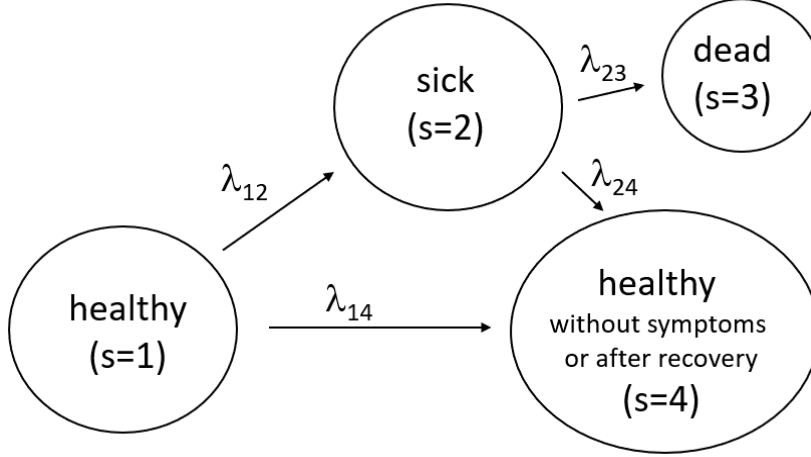 dead
(s=3)
λ23
sick
(s=2)
λ24
λ12
healthy
(s=1)
λ14
healthy
without symptoms
or after recovery
(s=4)